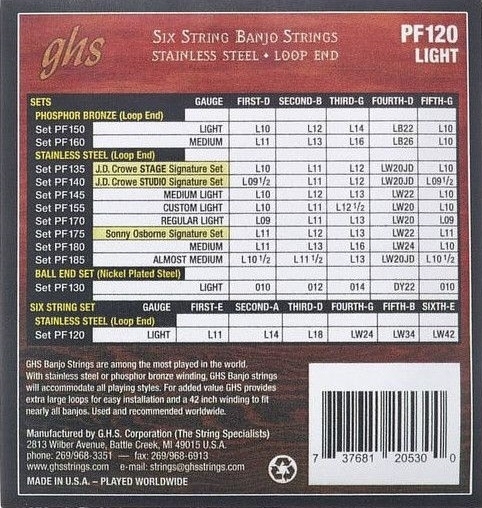 ghs
SIX STRING BANJO STRINGS
STAINLESS STEEL • LOOP END
PF120
LIGHT
SETS GAUGE FIRST-D SECOND-B THIRD-G FOURTH-D FIFTH-G
PHOSPHOR BRONZE (Loop End)
Set PF150 LIGHT L10 L12 L14 LB22 L10
Set PF160 MEDIUM L11 L13 L16 LB26 L10
STAINLESS STEEL (Loop End)
Set PF135 J.D. Crowe STAGE Signature Set L10 L11 L12 LW20JD L10
Set PF140 J.D. Crowe STUDIO Signature Set L09 1/2 L11 L12 LW20JD L09 1/2
Set PF145 MEDIUM LIGHT L10 L12 L13 LW22 L10
Set PF155 CUSTOM LIGHT L10 L11 L12 1/2 LW20 L10
Set PF170 REGULAR LIGHT L09 L11 L13 LW20 L09
Set PF175 Sonny Osborne Signature Set L11 L12 L13 LW22 L11
Set PF180 MEDIUM L11 L13 L16 LW24 L10
Set PF185 ALMOST MEDIUM L10 1/2 L11 1/2 L13 LW20JD L10 1/2
BALL END SET (Nickel Plated Steel)
Set PF130 LIGHT 010 012 014 DY22 010
SIX STRING SET GAUGE FIRST-E SECOND-A THIRD-D FOURTH-G FIFTH-B SIXTH-E
STAINLESS STEEL (Loop End)
Set PF120 LIGHT L11 L14 L18 LW24 LW34 LW42
GHS Banjo Strings are among the most played in the world.
With stainless steel or phosphor bronze winding, GHS Banjo strings
will accommodate all playing styles. For added value GHS provides
extra large loops for easy installation and a 42 inch winding to fit
nearly all banjos. Used and recommended worldwide.
Manufactured by G.H.S. Corporation (The String Specialists)
2813 Wilber Avenue, Battle Creek, MI 49015 U.S.A.
phone: 269/968-3351 — fax: 269/968-6913
www.ghsstrings.com e-mail: strings@ghsstrings.com
MADE IN U.S.A. – PLAYED WORLDWIDE
7 37681 20530 0